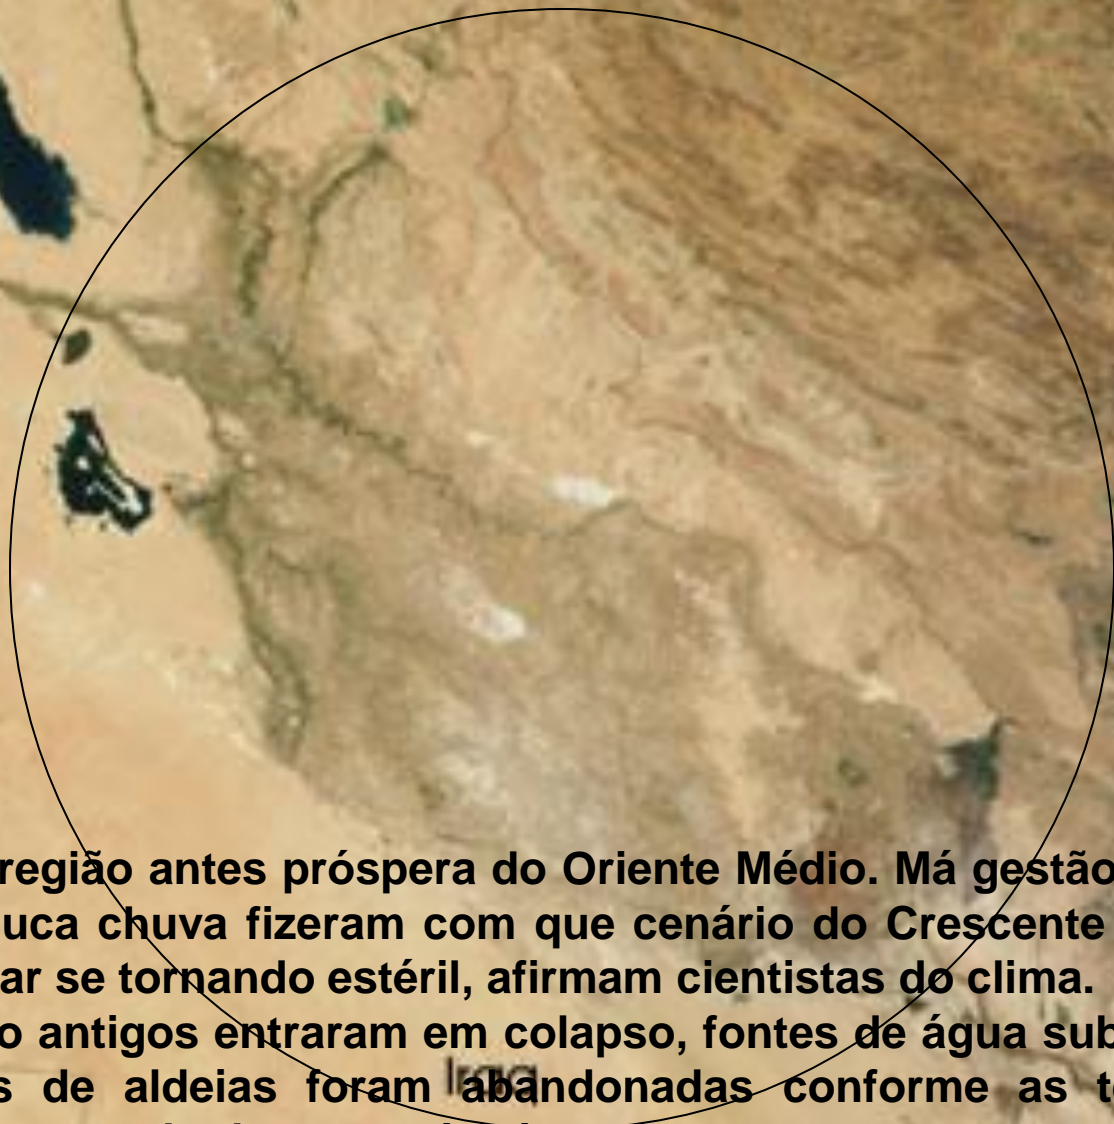 região antes próspera do Oriente Médio. Má gestão
uca chuva fizeram com que cenário do Crescente
ar se tornando estéril, afirmam cientistas do clima.
o antigos entraram em colapso, fontes de água sub
s de aldeias foram abandonadas conforme as t
Iraq